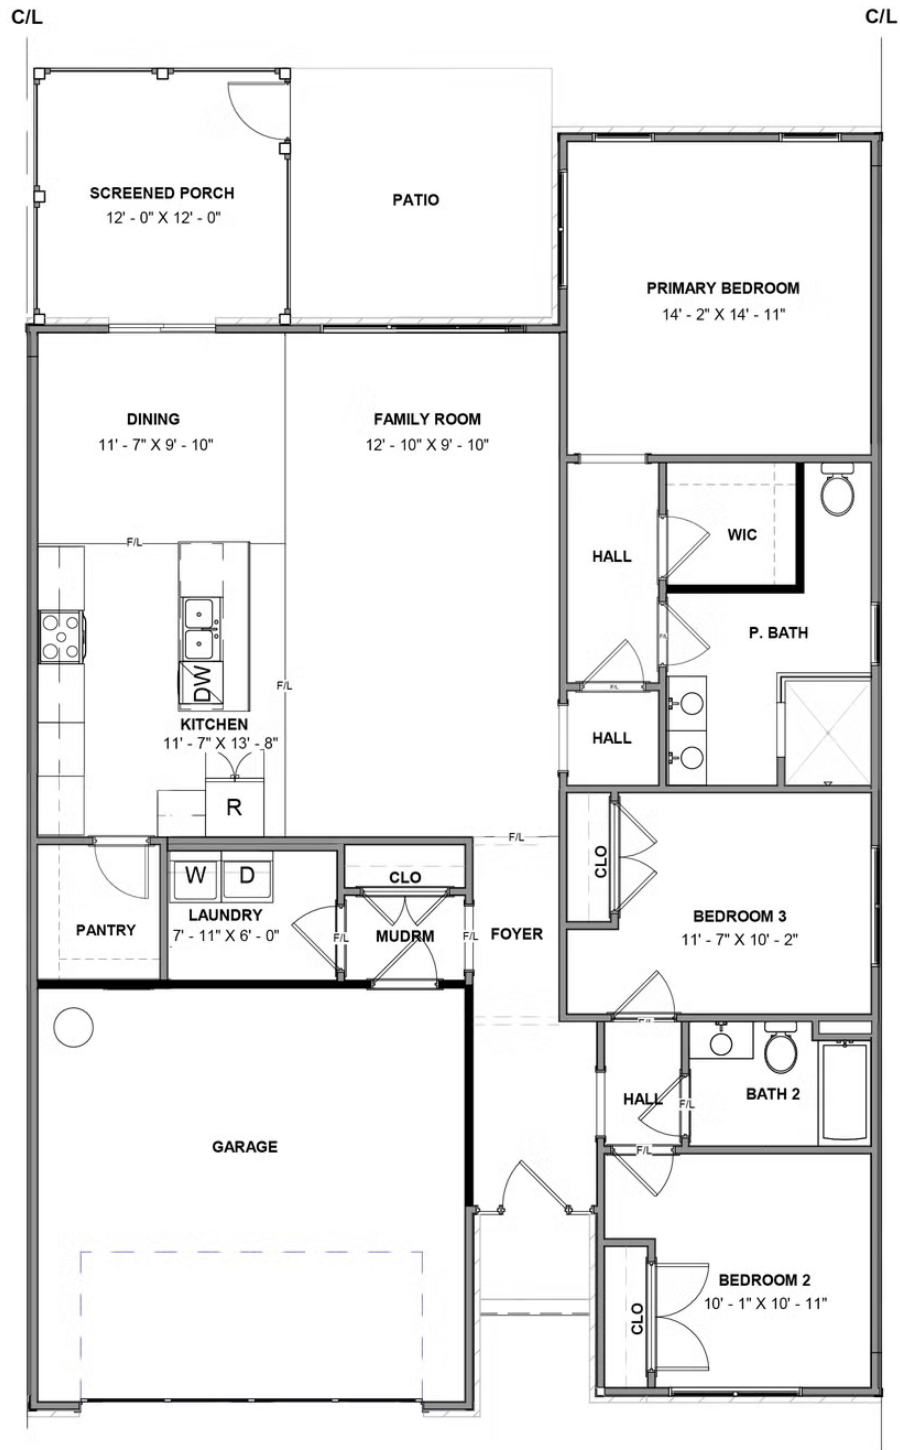 C/L
C/L
SCREENED PORCH
12' - 0" X 12' - 0"
PATIO
PRIMARY BEDROOM
14' - 2" X 14' - 11"
DINING
11' - 7" X 9' - 10"
FAMILY ROOM
12' - 10" X 9' - 10"
F/L
HALL
WIC
P. BATH
F/L
DW
F/L
F/L
KITCHEN
11' - 7" X 13' - 8"
HALL
R
F/L
CLO
W
D
CLO
LAUNDRY
7' - 11" X 6' - 0"
PANTRY
F/L
MUDRM
F/L
FOYER
BEDROOM 3
11' - 7" X 10' - 2"
F/L
HALL
F/L
BATH 2
F/L
GARAGE
BEDROOM 2
10' - 1" X 10' - 11"
CLO